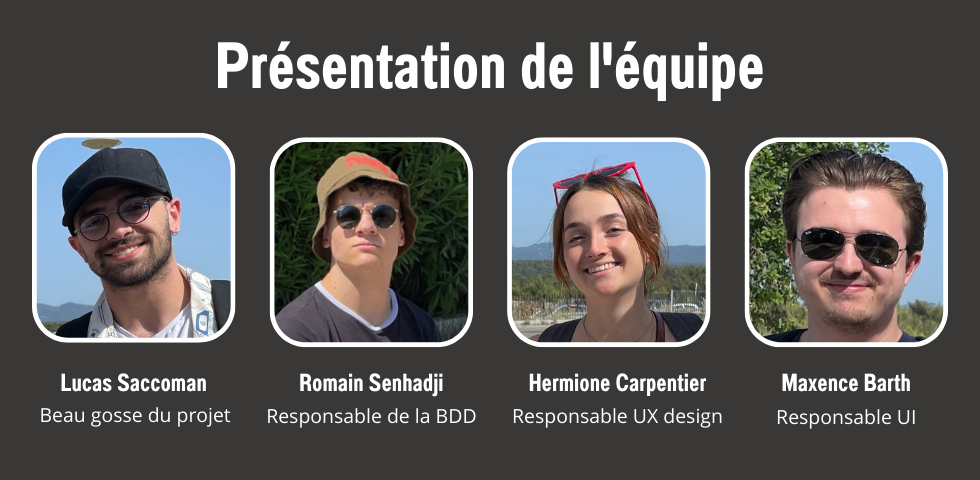 Présentation de l'équipe
Lucas Saccoman
Beau gosse du projet
Romain Senhadji
Responsable de la BDD
Hermione Carpentier
Responsable UX design
Maxence Barth
Responsable UI